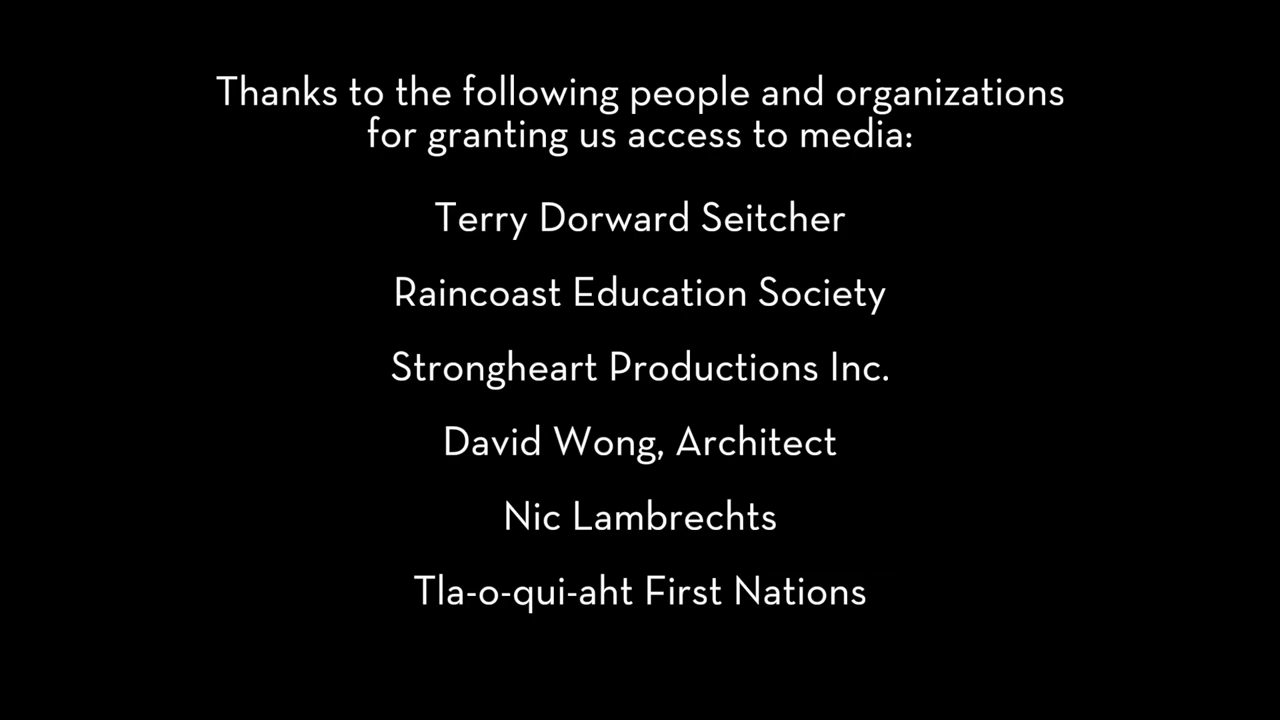 Thanks to the following people and organizations
for granting us access to media:
Terry Dorward Seitcher
Raincoast Education Society
Strongheart Productions Inc.
David Wong, Architect
Nic Lambrechts
Tla-o-qui-aht First Nations